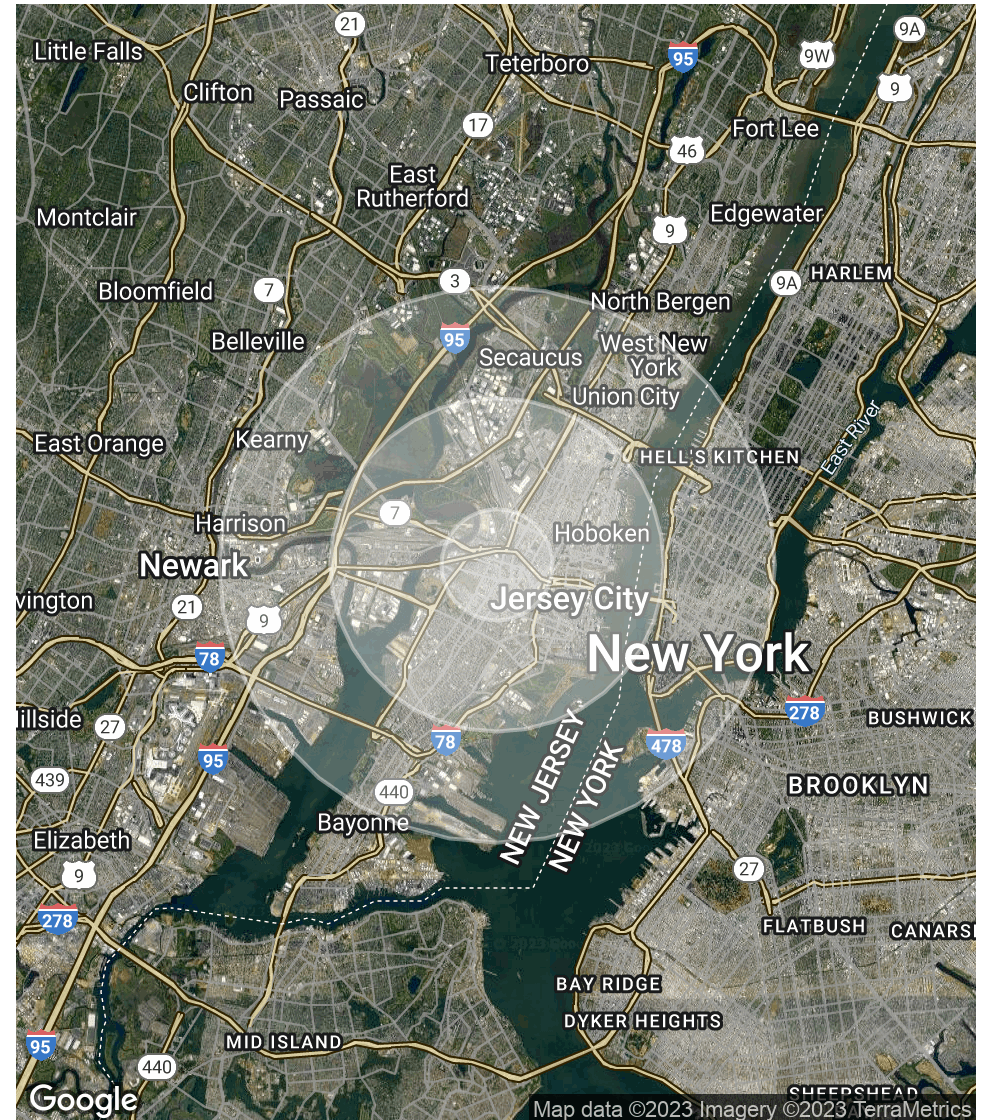 21
9A
Little Falls
95
9W
Teterboro
Clifton
Passaic
9
17
Fort Lee
46
East
Rutherford
Montclair
Edgewater
9
HARLEM
3
9A
7
Bloomfield
North Bergen
95
Belleville
West New
York
Secaucus
Union City
East River
East Orange
Kearny
HELL'S KITCHEN
7
Harrison
Hoboken
Newark
vington
21
Jersey City
9
New York
78
278
illside
27
BUSHWICK
78
478
NEW JERSEY
NEW YORK
95
439
440
BROOKLYN
Bayonne
Elizabeth
9
27
278
FLATBUSH
CANARS
BAY RIDGE
DYKER HEIGHTS
95
MID ISLAND
440
SHEEPSHEAD
Google
Map data ©2023 Imagery ©2023 TerraMetrics